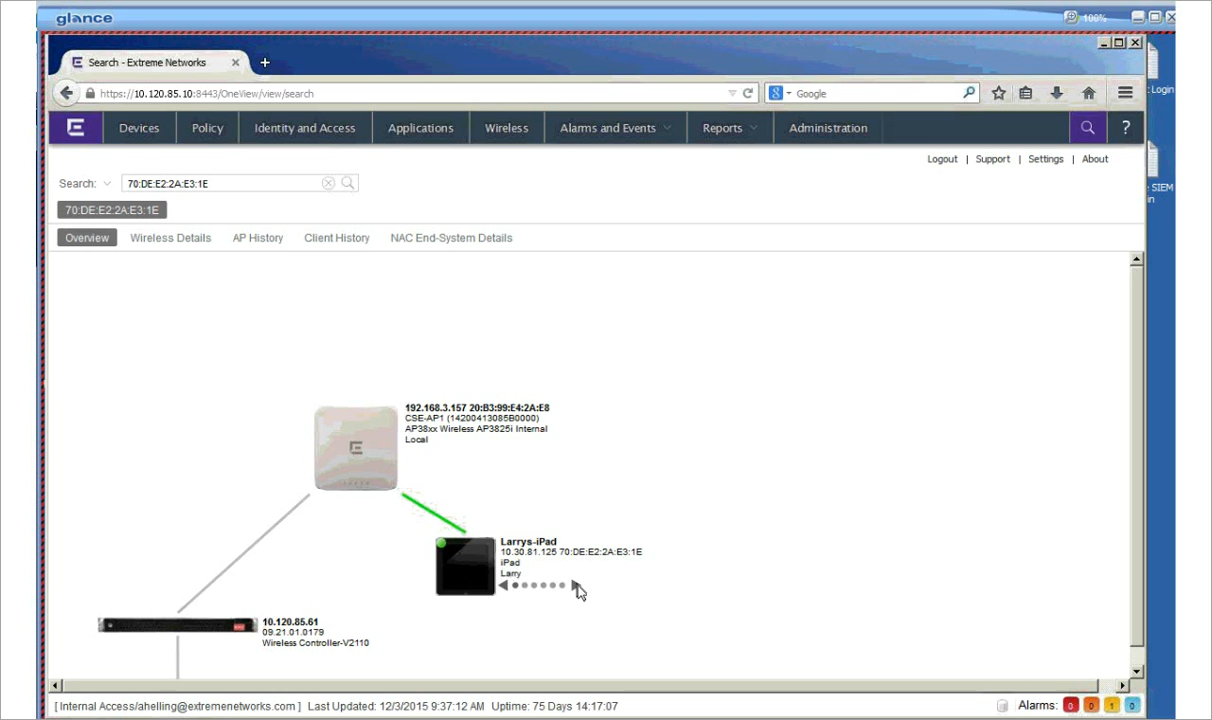 glance
100%
Search - Extreme Networks
https://10.120.85.10:8443/OneView/view/search
Google
Login
Devices
Policy
Identity and Access
Applications
Wireless
Alarms and Events
Reports
Administration
?
Logout | Support | Settings | About
SIEM
in
Search:
70:DE:E2:2A:E3:1E
70:DE:E2:2A:E3:1E
Overview
Wireless Details
AP History
Client History
NAC End-System Details
192.168.3.157 20:B3:99:E4:2A:E8
CSE-AP1 (14200413085B0000)
AP38xx Wireless AP3825i Internal
Local
Larrys-iPad
10.30.81.125 70:DE:E2:2A:E3:1E
iPad
Larry
10.120.85.61
09.21.01.0179
Wireless Controller-V2110
[ Internal Access/ahelling@extremenetworks.com ] Last Updated: 12/3/2015 9:37:12 AM Uptime: 75 Days 14:17:07
Alarms: 0 0 1 0